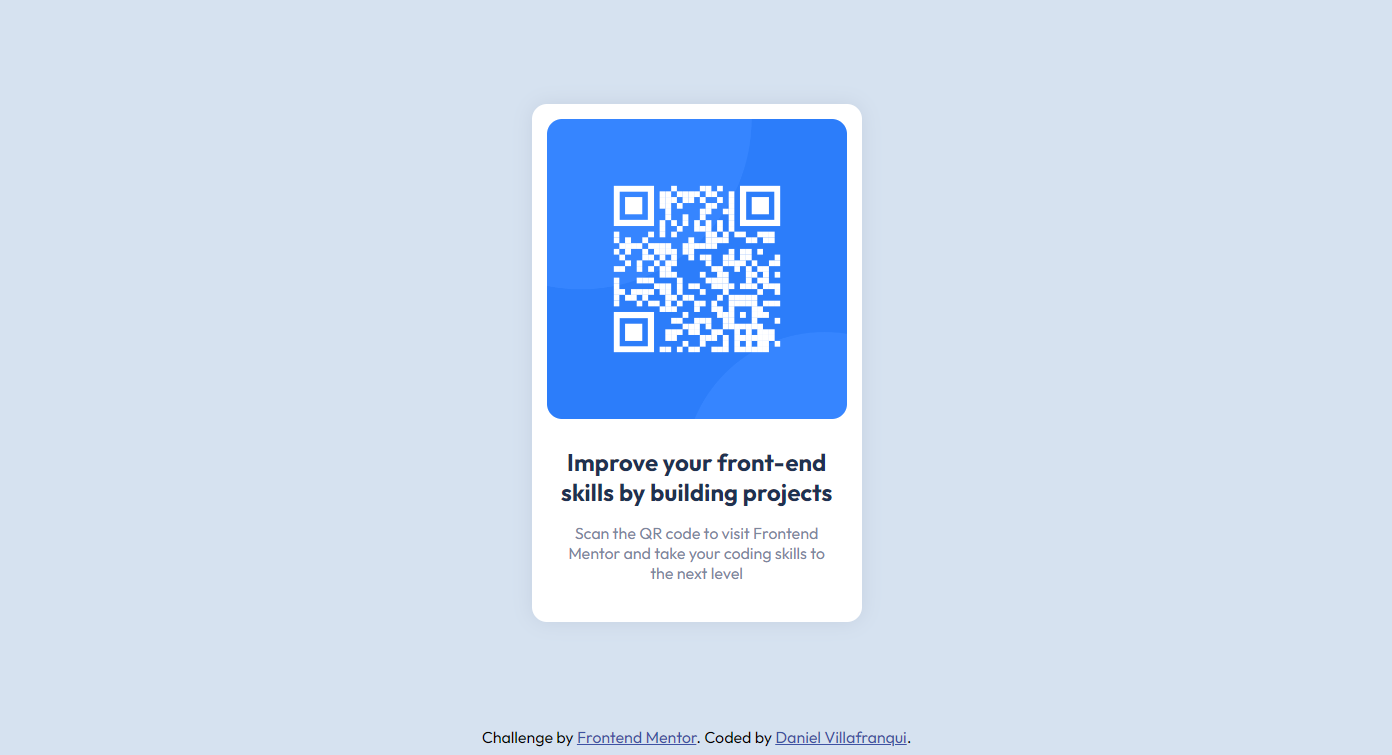 Improve your front-end
skills by building projects
Scan the QR code to visit Frontend
Mentor and take your coding skills to
the next level
Challenge by Frontend Mentor. Coded by Daniel Villafranqui.